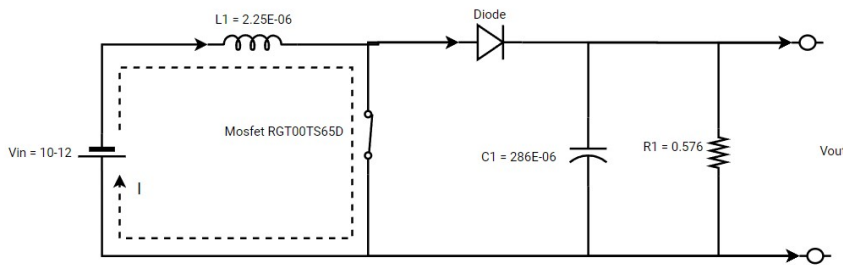 Diode
L1 = 2.25E-06
Mosfet RGT00TS65D
Vin = 10-12
C1 = 286E-06
R1 = 0.576
Vout
I